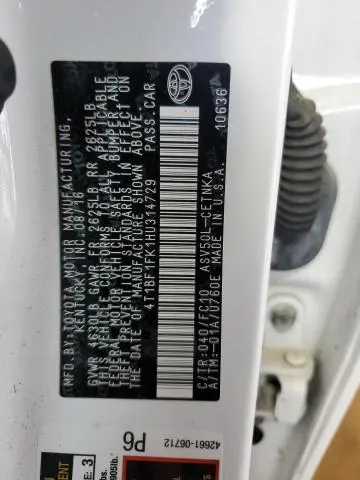 MFD. BY: TOYOTA MOTOR MANUFACTURING,
KENTUCKY, INC. 08/16
GVWR 4630LB GAWR FR 2625LB RR 2625LB
THIS VEHICLE CONFORMS TO ALL APPLICABLE
FEDERAL MOTOR VEHICLE SAFETY, BUMPER AND
THEFT PREVENTION STANDARDS IN EFFECT ON
THE DATE OF MANUFACTURE SHOWN ABOVE.
4T1BF1FK1HU314729 PASS.CAR
C/TR:040/FC10 ASV50L-CETNKA
A/TM:-01A/U760E MADE IN U.S.A. 10636
42661-06712
P6
E: 3
905lb.